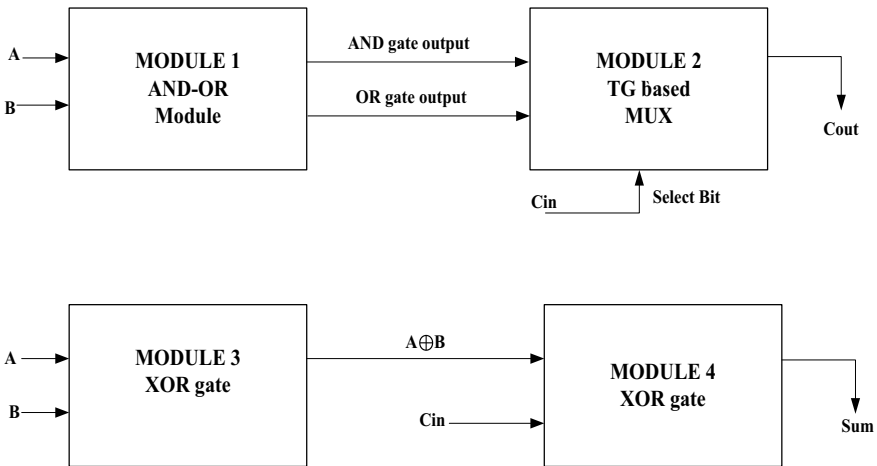 A
B
MODULE 1
AND-OR
Module
AND gate output
OR gate output
MODULE 2
TG based
MUX
Cout
Cin
Select Bit
A
B
MODULE 3
XOR gate
A⊕B
Cin
MODULE 4
XOR gate
Sum